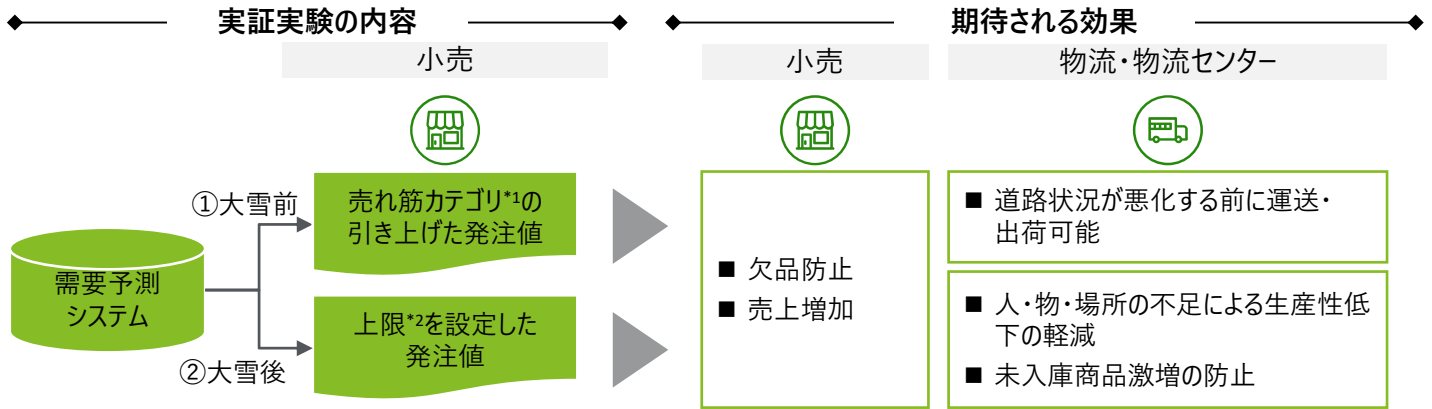 実証実験の内容
期待される効果
小売
小売
物流・物流センター
需要予測
システム
①大雪前
売れ筋カテゴリ*1の
引き上げた発注値
②大雪後
上限*2を設定した
発注値
■ 欠品防止
■ 売上増加
■ 道路状況が悪化する前に運送・
出荷可能
■ 人・物・場所の不足による生産性低
下の軽減
■ 未入庫商品激増の防止